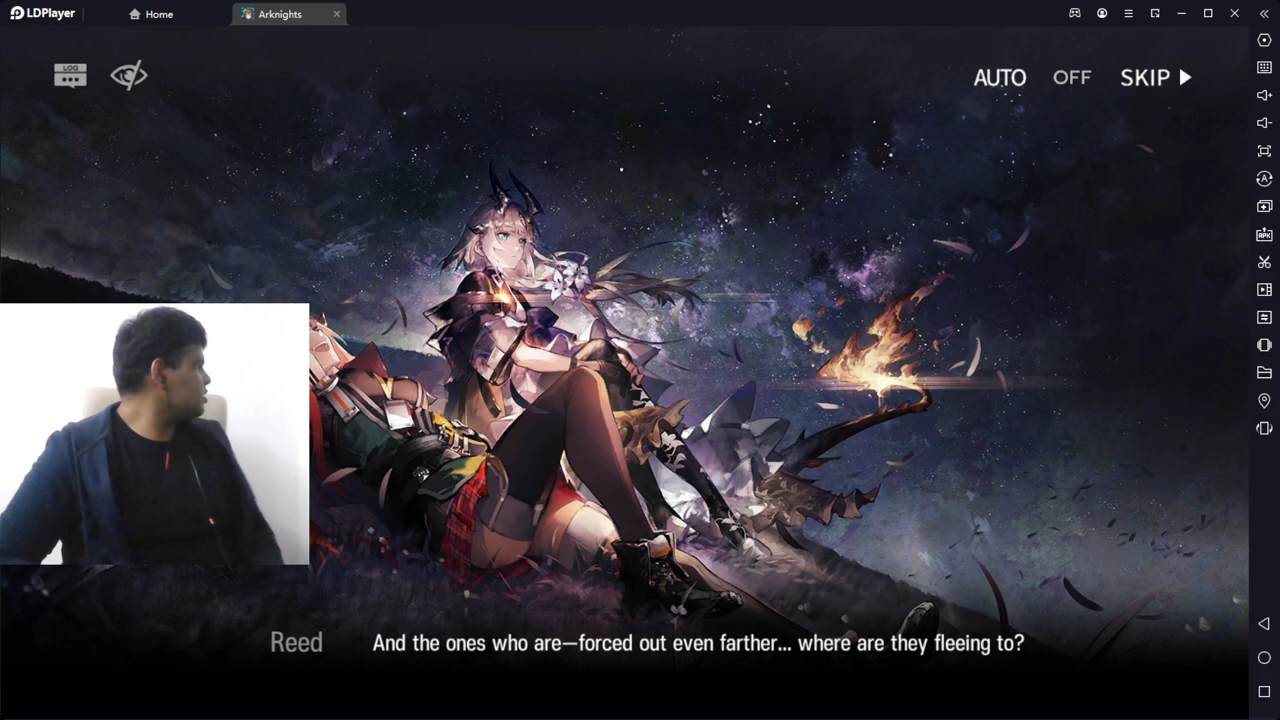 LDPlayer
Home
Arknights
LOG
AUTO
OFF
SKIP
APK
Reed
And the ones who are—forced out even farther... where are they fleeing to?